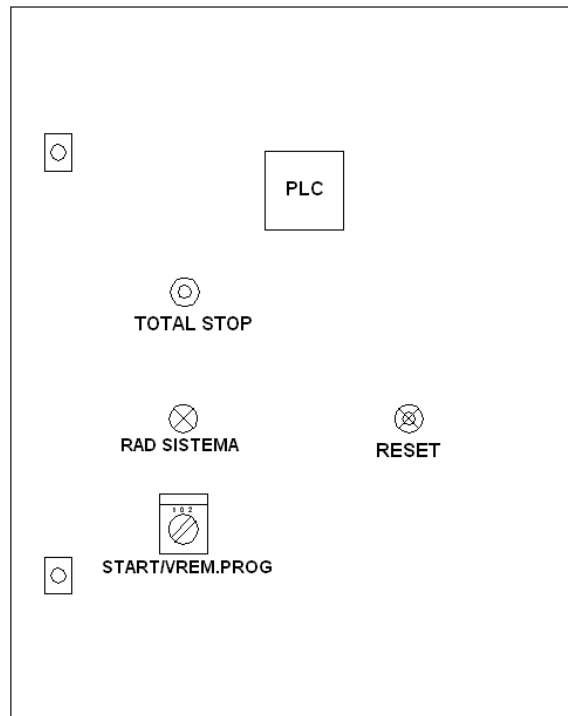 PLC
TOTAL STOP
RAD SISTEMA
RESET
1 0 2
START/VREM.PROG